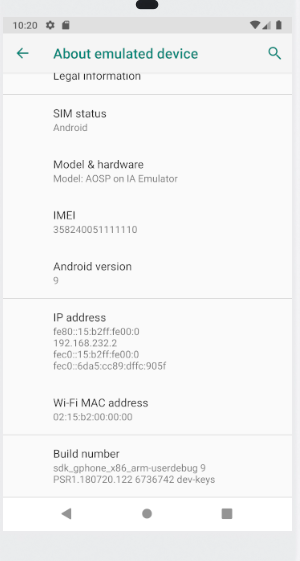 10:20
About emulated device
Legal information
SIM status
Android
Model & hardware
Model: AOSP on IA Emulator
IMEI
358240051111110
Android version
9
IP address
fe80::15:b2ff:fe00:0
192.168.232.2
fec0::15:b2ff:fe00:0
fec0::6da5:cc89:dffc:905f
Wi-Fi MAC address
02:15:b2:00:00:00
Build number
sdk_gphone_x86_arm-userdebug 9
PSR1.180720.122 6736742 dev-keys